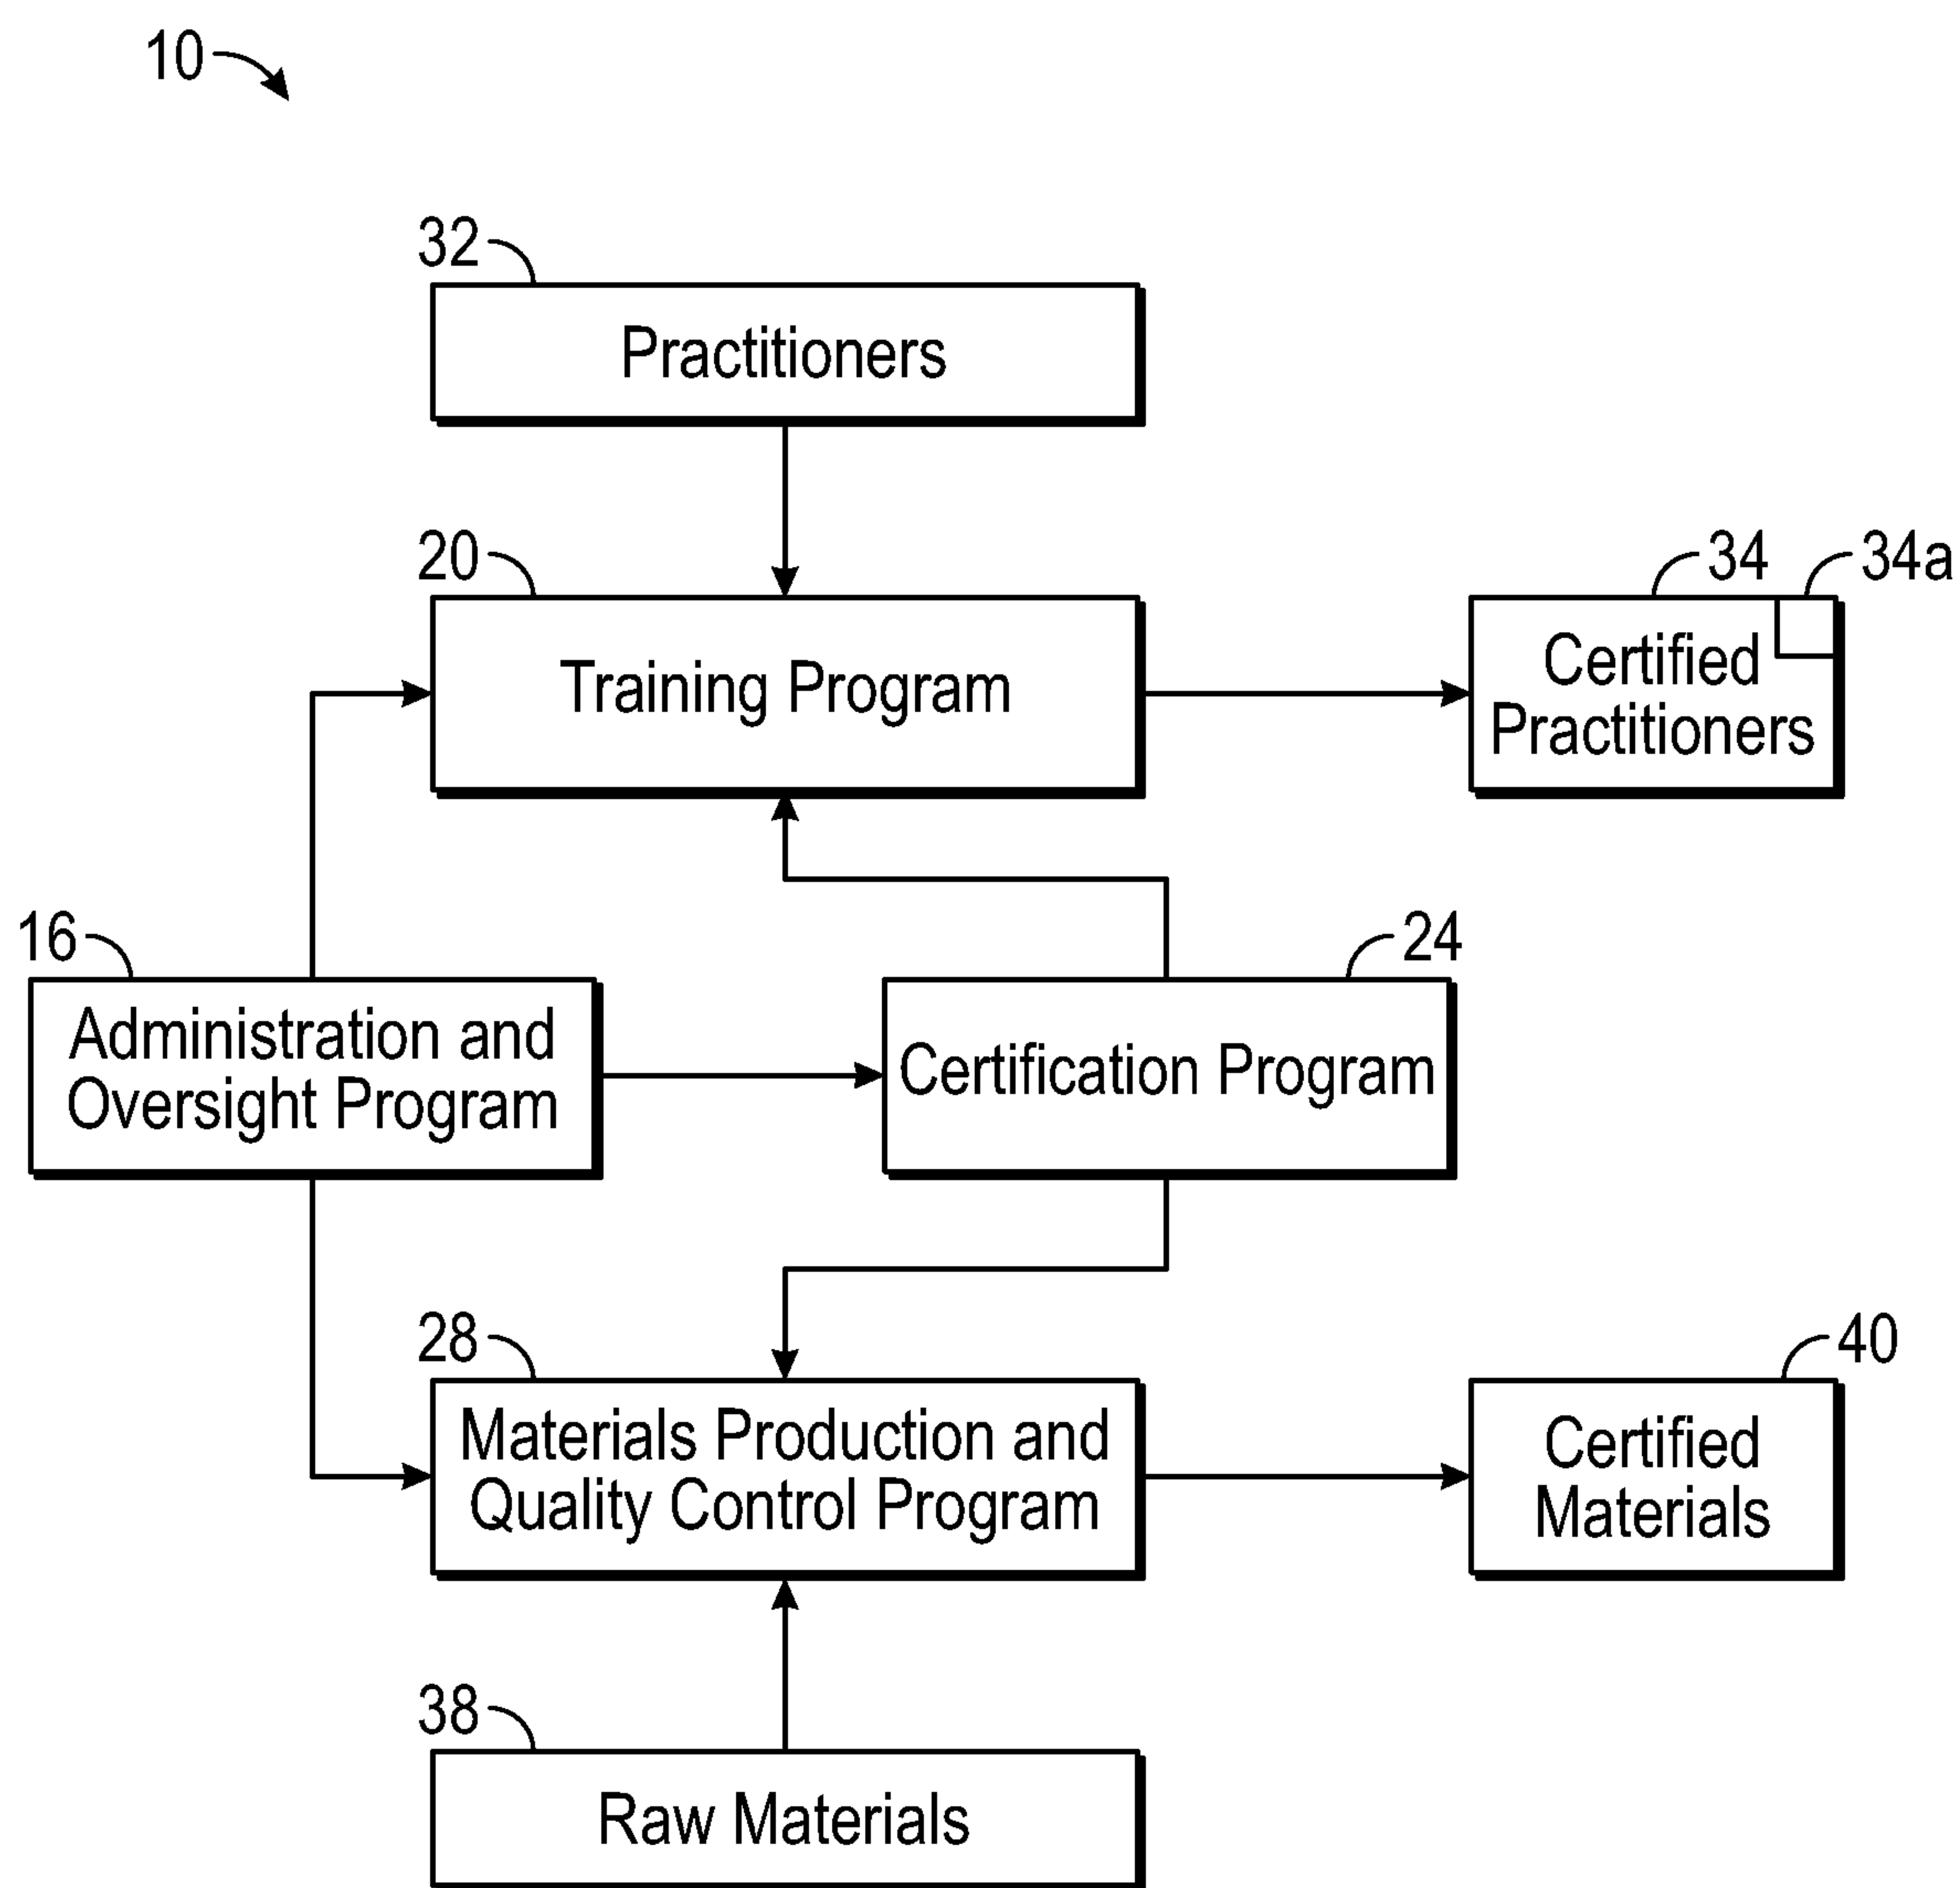 10
32
Practitioners
20
34
34a
Training Program
Certified
Practitioners
16
24
Administration and
Oversight Program
Certification Program
28
40
Materials Production and
Quality Control Program
Certified
Materials
38
Raw Materials